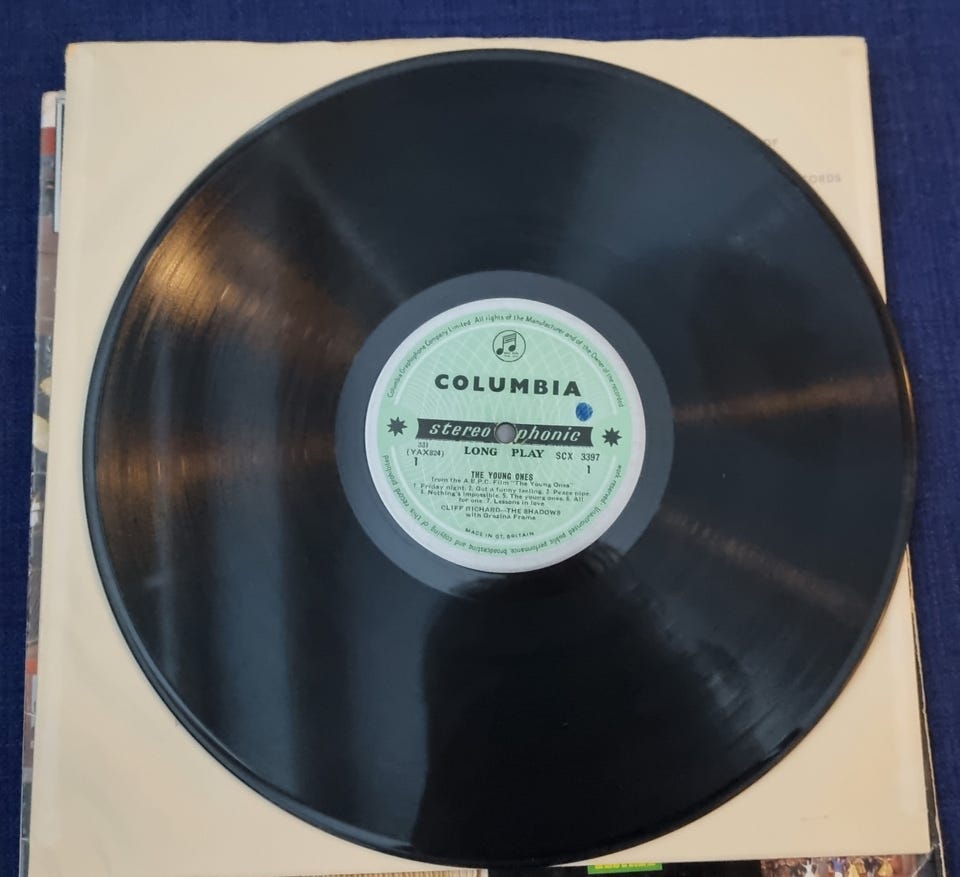 OF
CORDS
Columbia Graphophone Company Limited. All rights of the Manufacturer and of the Owner of the recorded
work reserved. Unauthorised public performance, broadcasting and copying of this record prohibited
COLUMBIA
stereophonic
33⅓
LONG PLAY
(YAX824)
SCX 3397
1
1
THE YOUNG ONES
from the A.B.P.C. Film "The Young Ones"
1. Friday night. 2. Got a funny feeling. 3. Peace pipe
4. Nothing's impossible. 5. The young ones. 6. All
for one. 7. Lessons in love
CLIFF RICHARD—THE SHADOWS
with Grazina Frame
MADE IN GT. BRITAIN